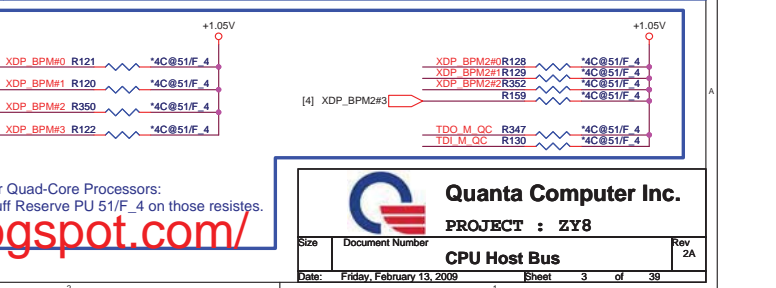 +1.05V
XDP_BPM#0 R121 *4C@51/F_4
XDP_BPM#1 R120 *4C@51/F_4
XDP_BPM#2 R350 *4C@51/F_4
XDP_BPM#3 R122 *4C@51/F_4
+1.05V
XDP_BPM2#0 R128 *4C@51/F_4
XDP_BPM2#1 R129 *4C@51/F_4
XDP_BPM2#2 R352 *4C@51/F_4
[4] XDP_BPM2#3 R159 *4C@51/F_4
TDO_M_QC R347 *4C@51/F_4
TDI_M_QC R130 *4C@51/F_4
A
r Quad-Core Processors:
uff Reserve PU 51/F_4 on those resistes.
ogspot.com/
Quanta Computer Inc.
PROJECT : ZY8
Size Document Number Rev
CPU Host Bus 2A
Date: Friday, February 13, 2009 Sheet 3 of 39
1